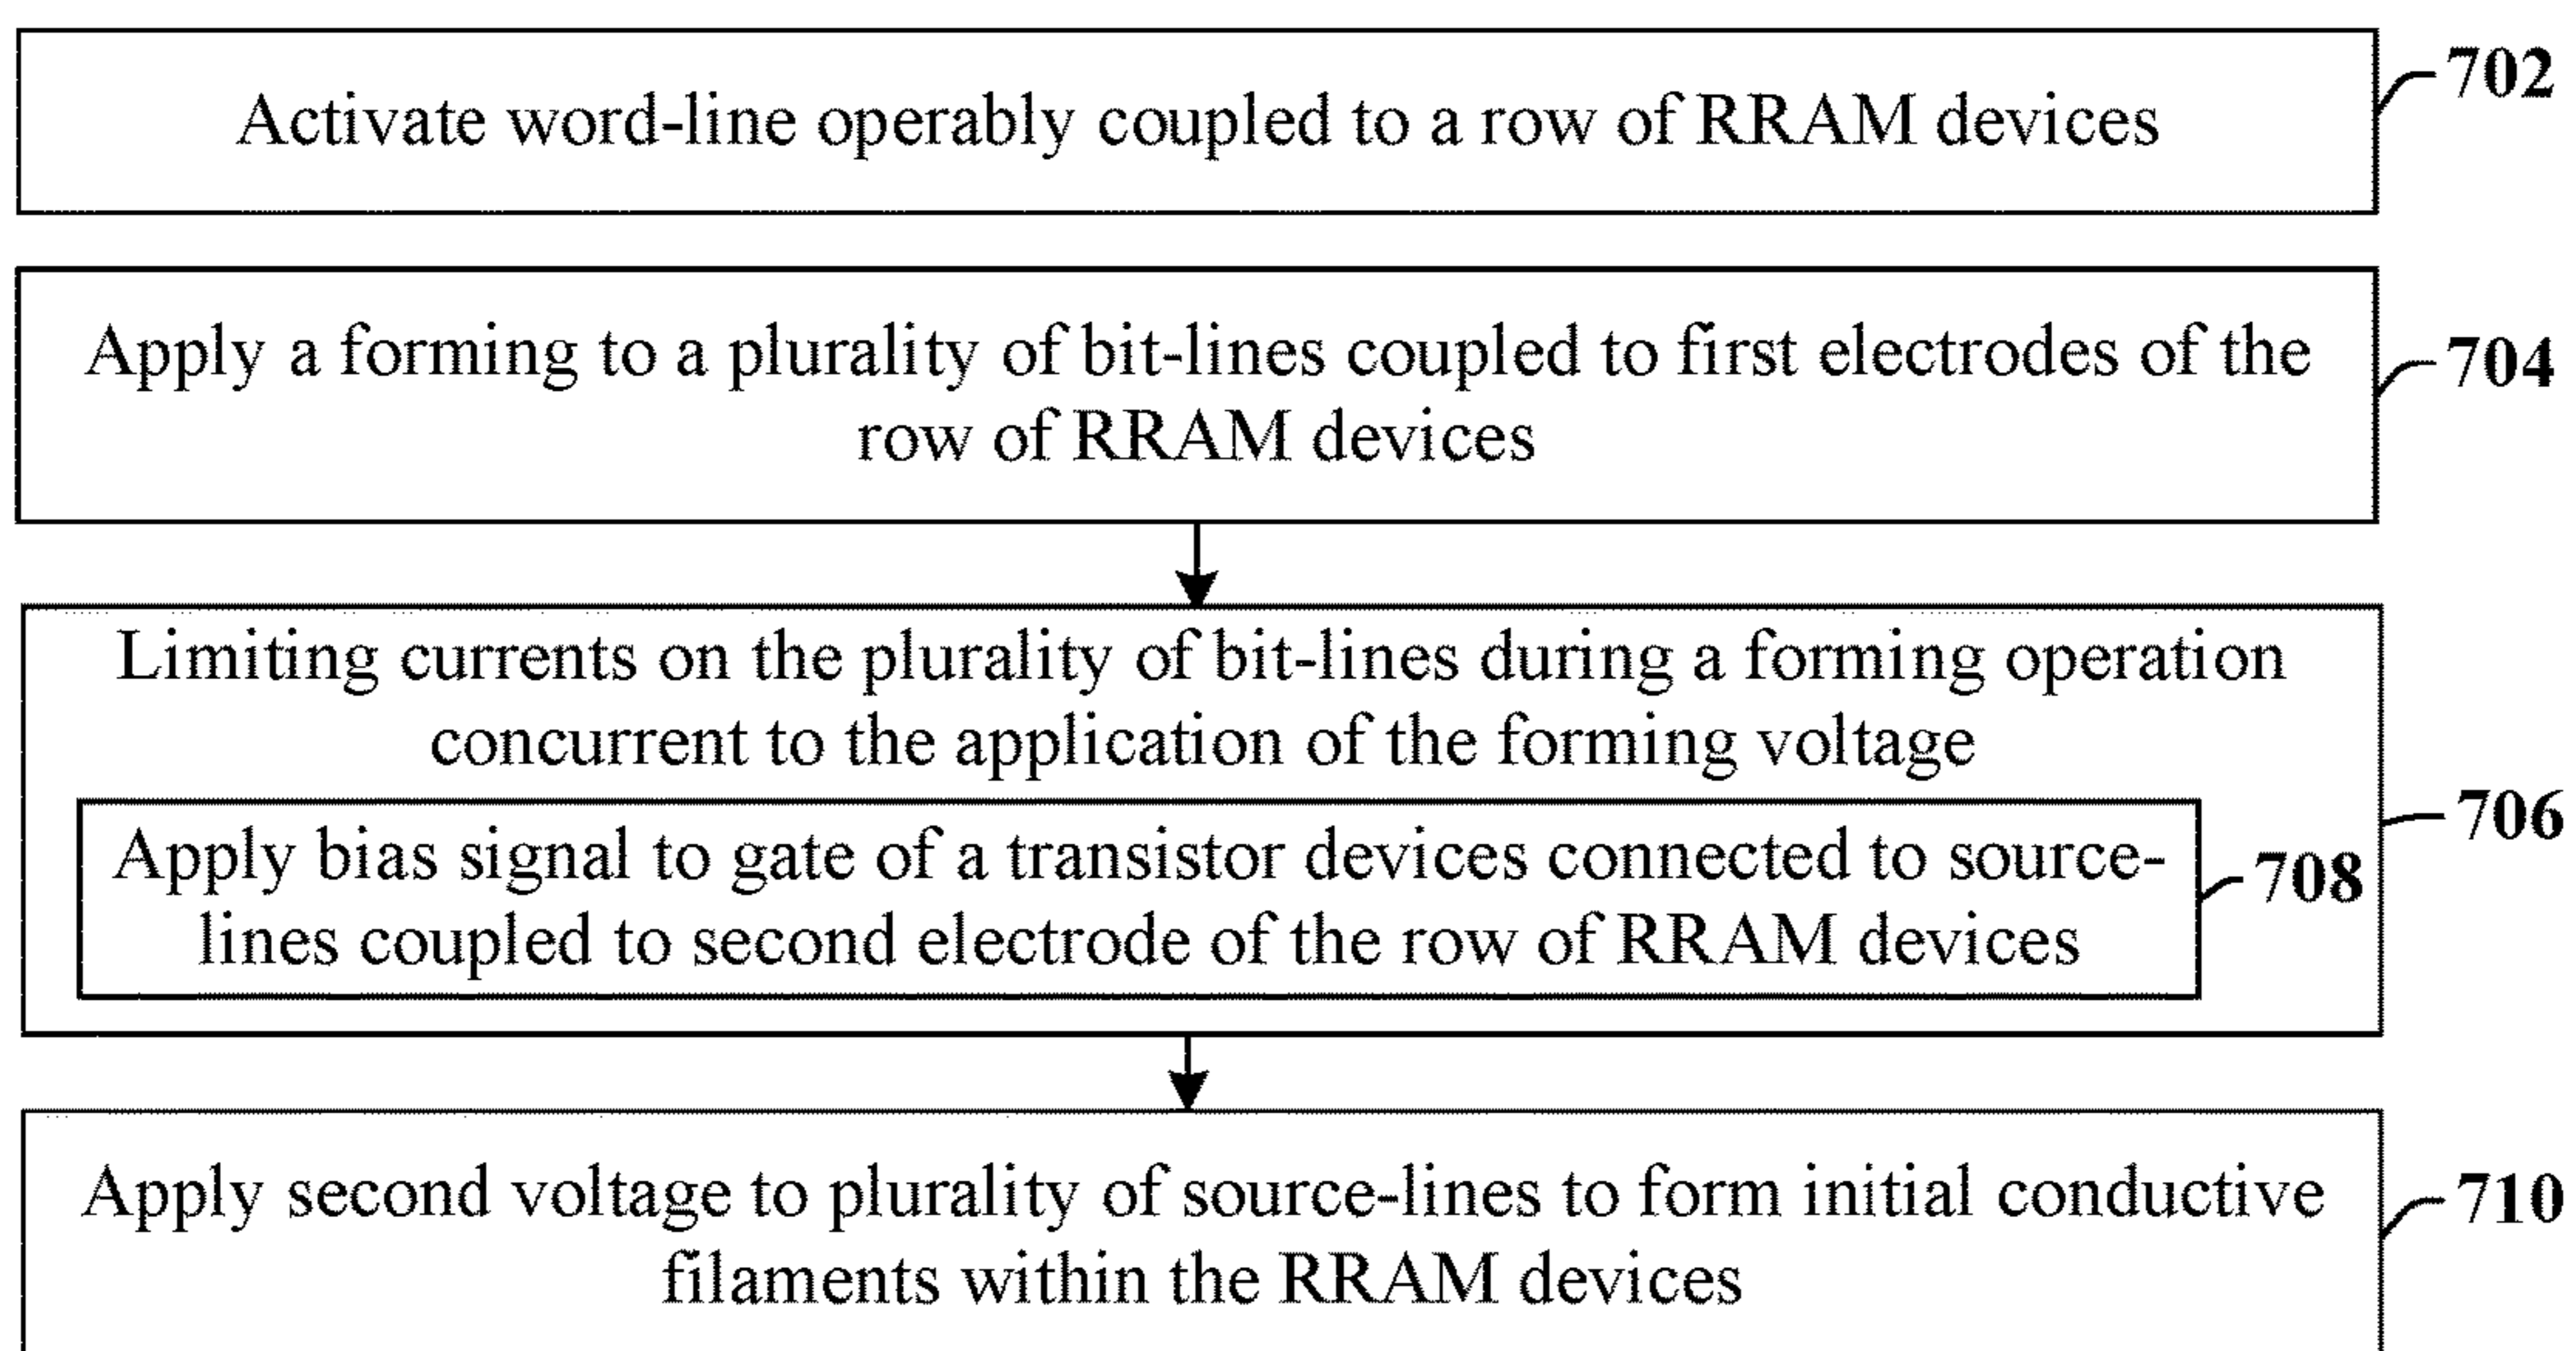 Activate word-line operably coupled to a row of RRAM devices
702
Apply a forming to a plurality of bit-lines coupled to first electrodes of the
row of RRAM devices
704
Limiting currents on the plurality of bit-lines during a forming operation
concurrent to the application of the forming voltage
706
Apply bias signal to gate of a transistor devices connected to source-
lines coupled to second electrode of the row of RRAM devices
708
Apply second voltage to plurality of source-lines to form initial conductive
filaments within the RRAM devices
710